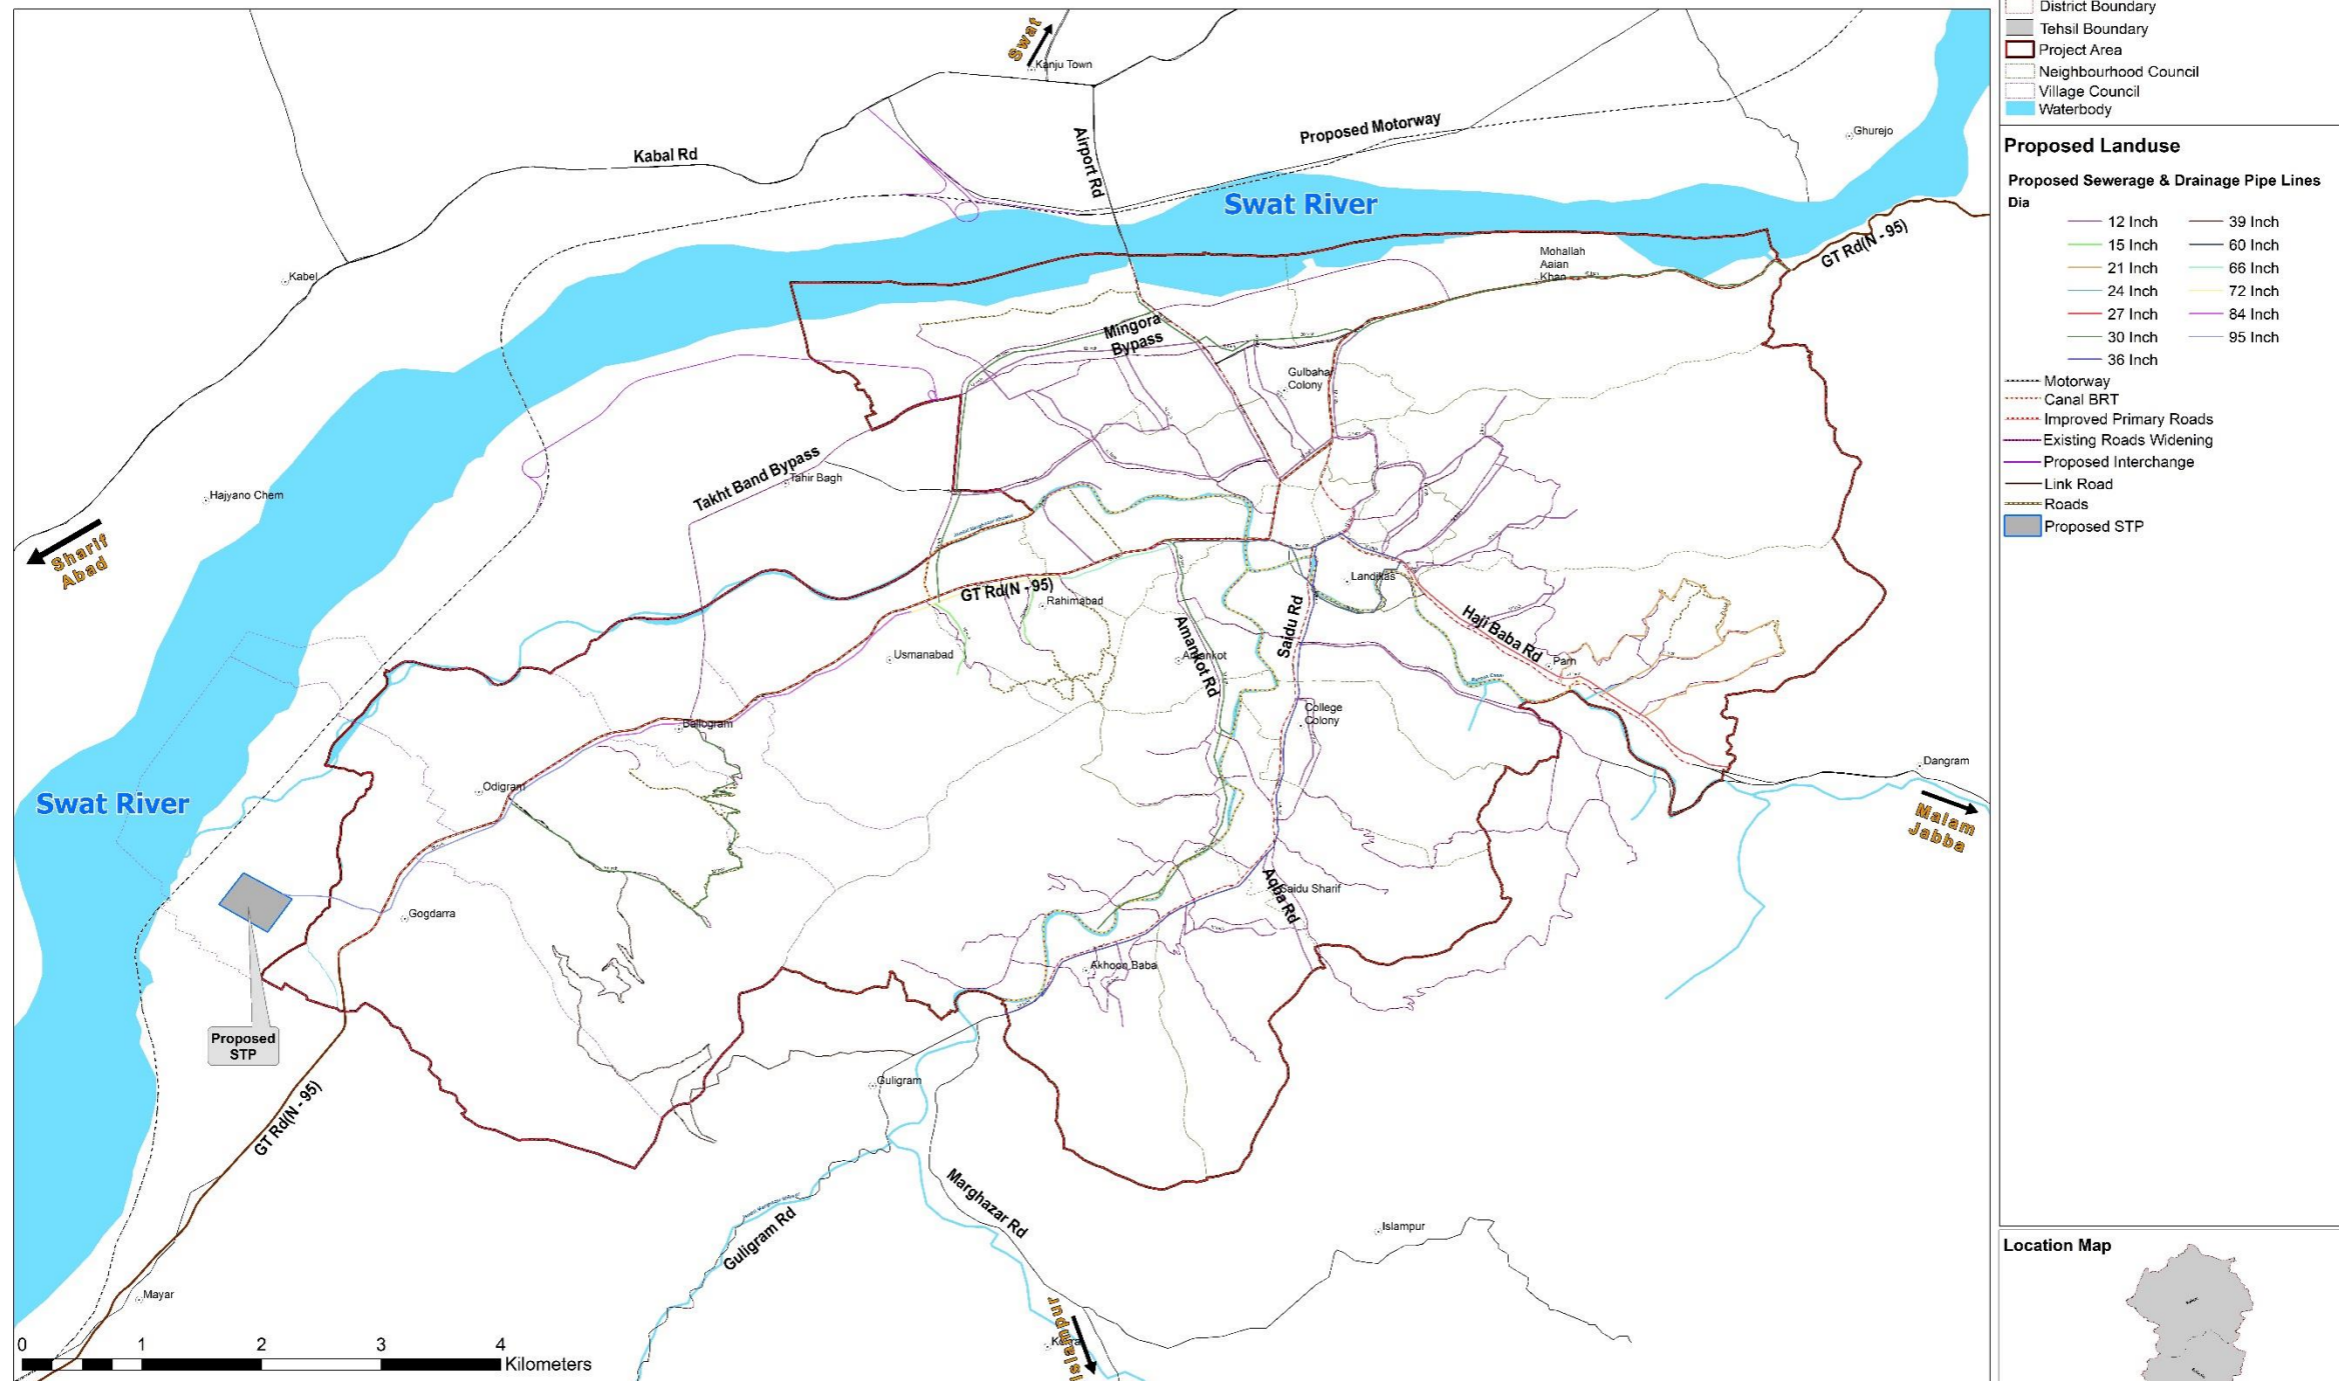 District Boundary
Tehsil Boundary
Project Area
Neighbourhood Council
Village Council
Waterbody
Proposed Landuse
Proposed Sewerage & Drainage Pipe Lines
Dia
12 Inch
39 Inch
15 Inch
60 Inch
21 Inch
66 Inch
24 Inch
72 Inch
27 Inch
84 Inch
30 Inch
95 Inch
36 Inch
Motorway
Canal BRT
Improved Primary Roads
Existing Roads Widening
Proposed Interchange
Link Road
Roads
Proposed STP
Location Map
Swat
Kanju Town
Kabal Rd
Airport Rd
Proposed Motorway
Ghurejo
Swat River
GT Rd(N - 95)
Mohallah
Aaian
Khan
Kabel
Mingora
Bypass
Gulbahar
Colony
Takht Band Bypass
Tahir Bagh
Hajyano Chem
Sharif
Abad
GT Rd(N - 95)
Rahimabad
Landikas
Haji Baba Rd
Saidu Rd
Amankot Rd
Amankot
Usmanabad
Parn
College
Colony
Ballogram
Odigram
Dangram
Malam
Jabba
Swat River
Saidu Sharif
Aqba Rd
Gogdarra
Akhoon Baba
Proposed
STP
Guligram
GT Rd(N - 95)
Marghazar Rd
Guligram Rd
Islampur
Mayar
Islampur
0 1 2 3 4
Kilometers